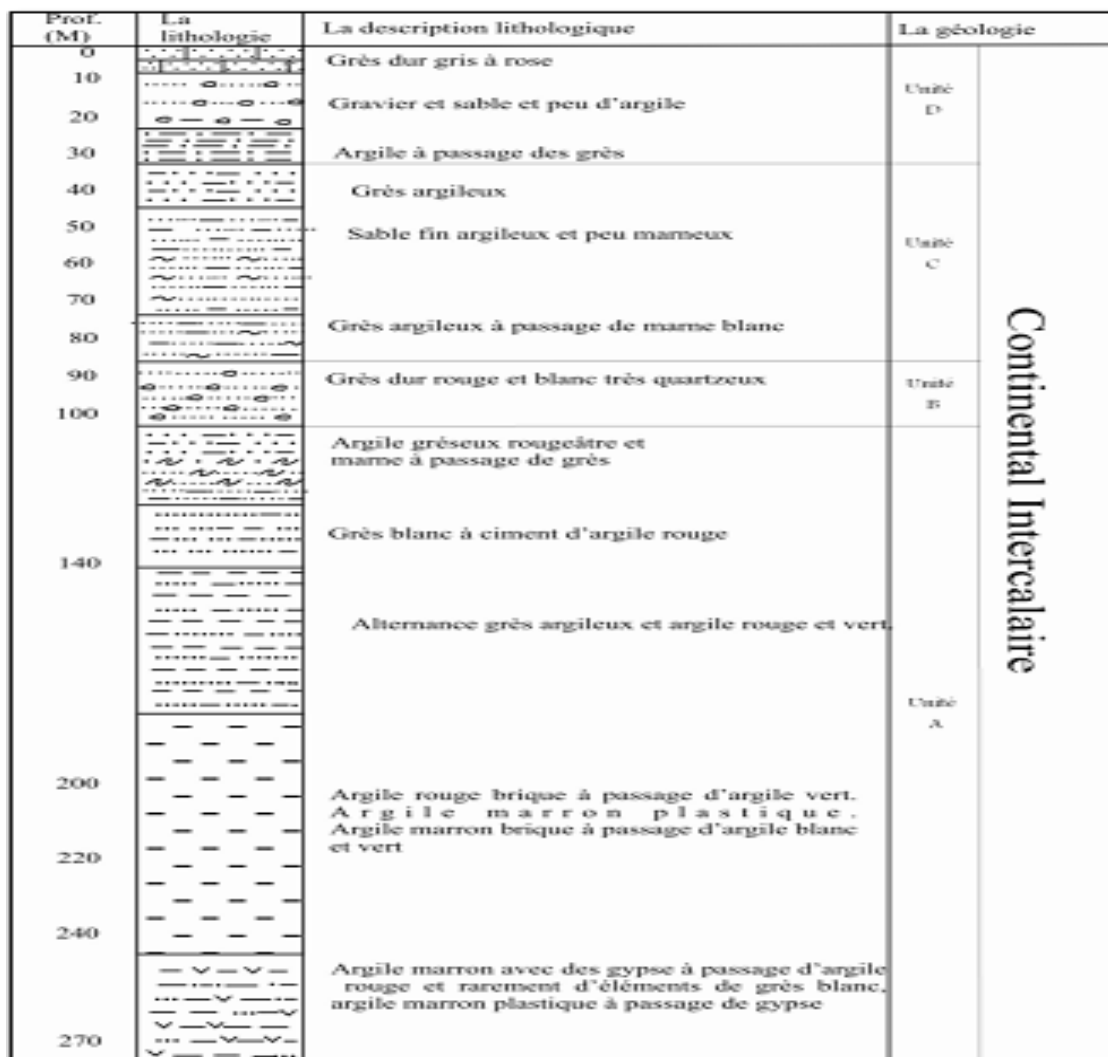 Prof. (M)
La lithologie
La description lithologique
La géologie
0
Grès dur gris à rose
10
Unité D
Gravier et sable et peu d'argile
20
30
Argile à passage des grès
40
Grès argileux
50
Sable fin argileux et peu marneux
Unité C
60
70
Grès argileux à passage de marne blanc
80
90
Grès dur rouge et blanc très quartzeux
Unité B
100
Argile gréseux rougeâtre et
marne à passage de grès
Grès blanc à ciment d'argile rouge
140
Alternance grès argileux et argile rouge et vert.
Unité A
200
Argile rouge brique à passage d'argile vert.
Argile marron plastique.
Argile marron brique à passage d'argile blanc
et vert
220
240
Argile marron avec des gypse à passage d'argile
rouge et rarement d'éléments de grès blanc,
argile marron plastique à passage de gypse
270
Continental Intercalaire